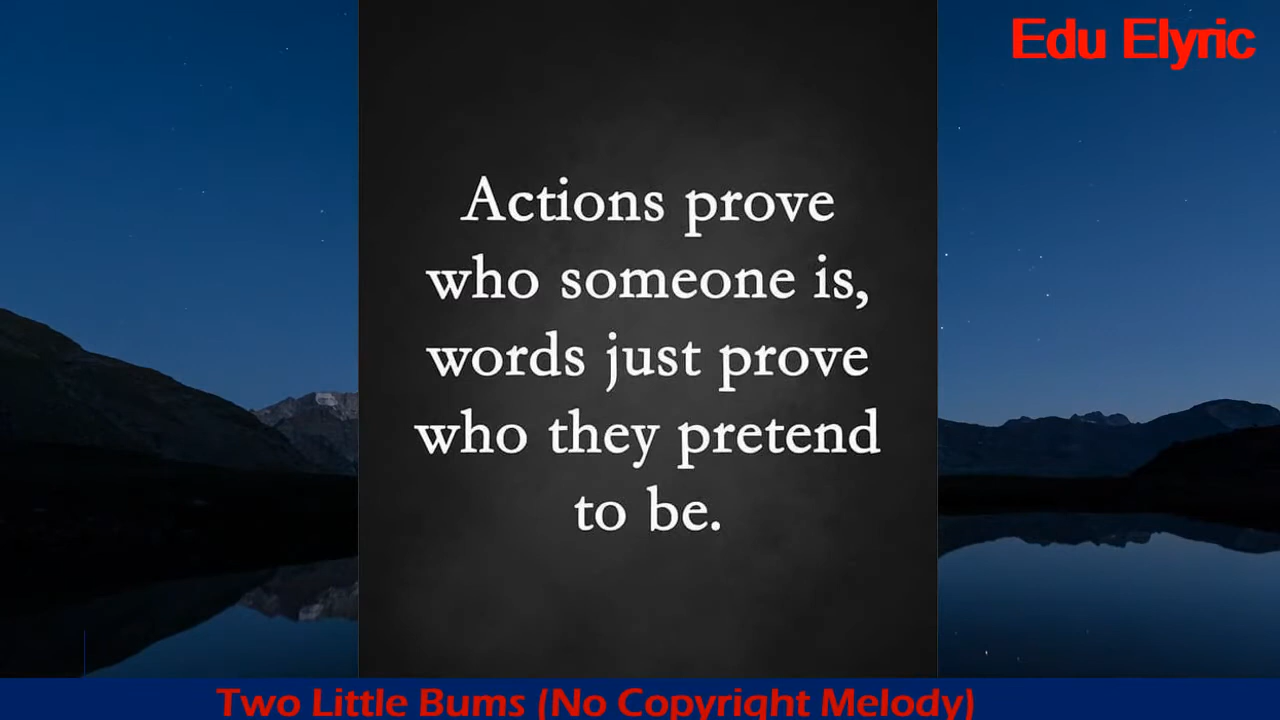 Edu Elyric
Actions prove
who someone is,
words just prove
who they pretend
to be.
Two Little Bums (No Copyright Melody)